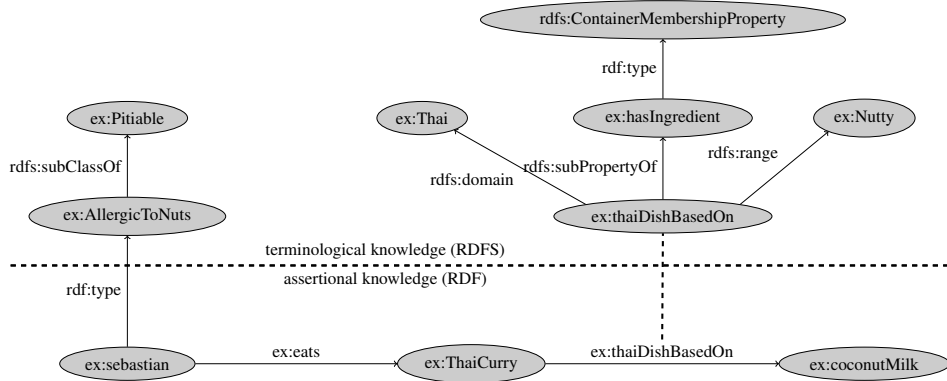 rdfs:ContainerMembershipProperty
rdf:type
ex:Pitiable
ex:Thai
ex:hasIngredient
ex:Nutty
rdfs:subClassOf
rdfs:domain
rdfs:subPropertyOf
rdfs:range
ex:AllergicToNuts
ex:thaiDishBasedOn
terminological knowledge (RDFS)
assertional knowledge (RDF)
rdf:type
ex:sebastian
ex:eats
ex:ThaiCurry
ex:thaiDishBasedOn
ex:coconutMilk